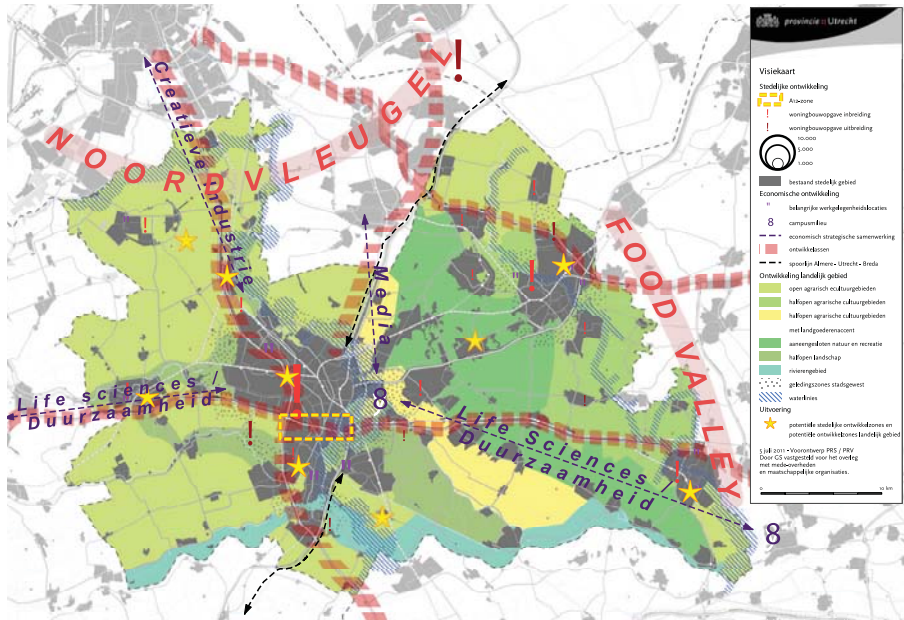 provincie Utrecht
Visiekaart
Stedelijke ontwikkeling
A12-zone
! woningbouwopgave inbreiding
! woningbouwopgave uitbreiding
10.000
5.000
1.000
bestaand stedelijk gebied
Economische ontwikkeling
belangrijke werkgelegenheidslocaties
8 campusmilieu
economisch strategische samenwerking
ontwikkelassen
spoorlijn Almere - Utrecht - Breda
Ontwikkeling landelijk gebied
open agrarisch ecultuurgebieden
halfopen agrarische cultuurgebieden
halfopen agrarische cultuurgebieden
met landgoederenaccent
aaneengesloten natuur en recreatie
halfopen landschap
rivierengebied
geledingszones stadsgewest
waterlinies
Uitvoering
potentiële stedelijke ontwikkelzones en
potentiële ontwikkelzones landelijk gebied
5 juli 2011 - Voorontwerp PRS / PRV
Door GS vastgesteld voor het overleg
met mede-overheden
en maatschappelijke organisaties.
0 10 km
NOORDVLEUGEL
!
Creatieve industrie
Media
FOOD VALLEY
Life sciences /
Duurzaamheid
8
Life Sciences /
Duurzaamheid
8